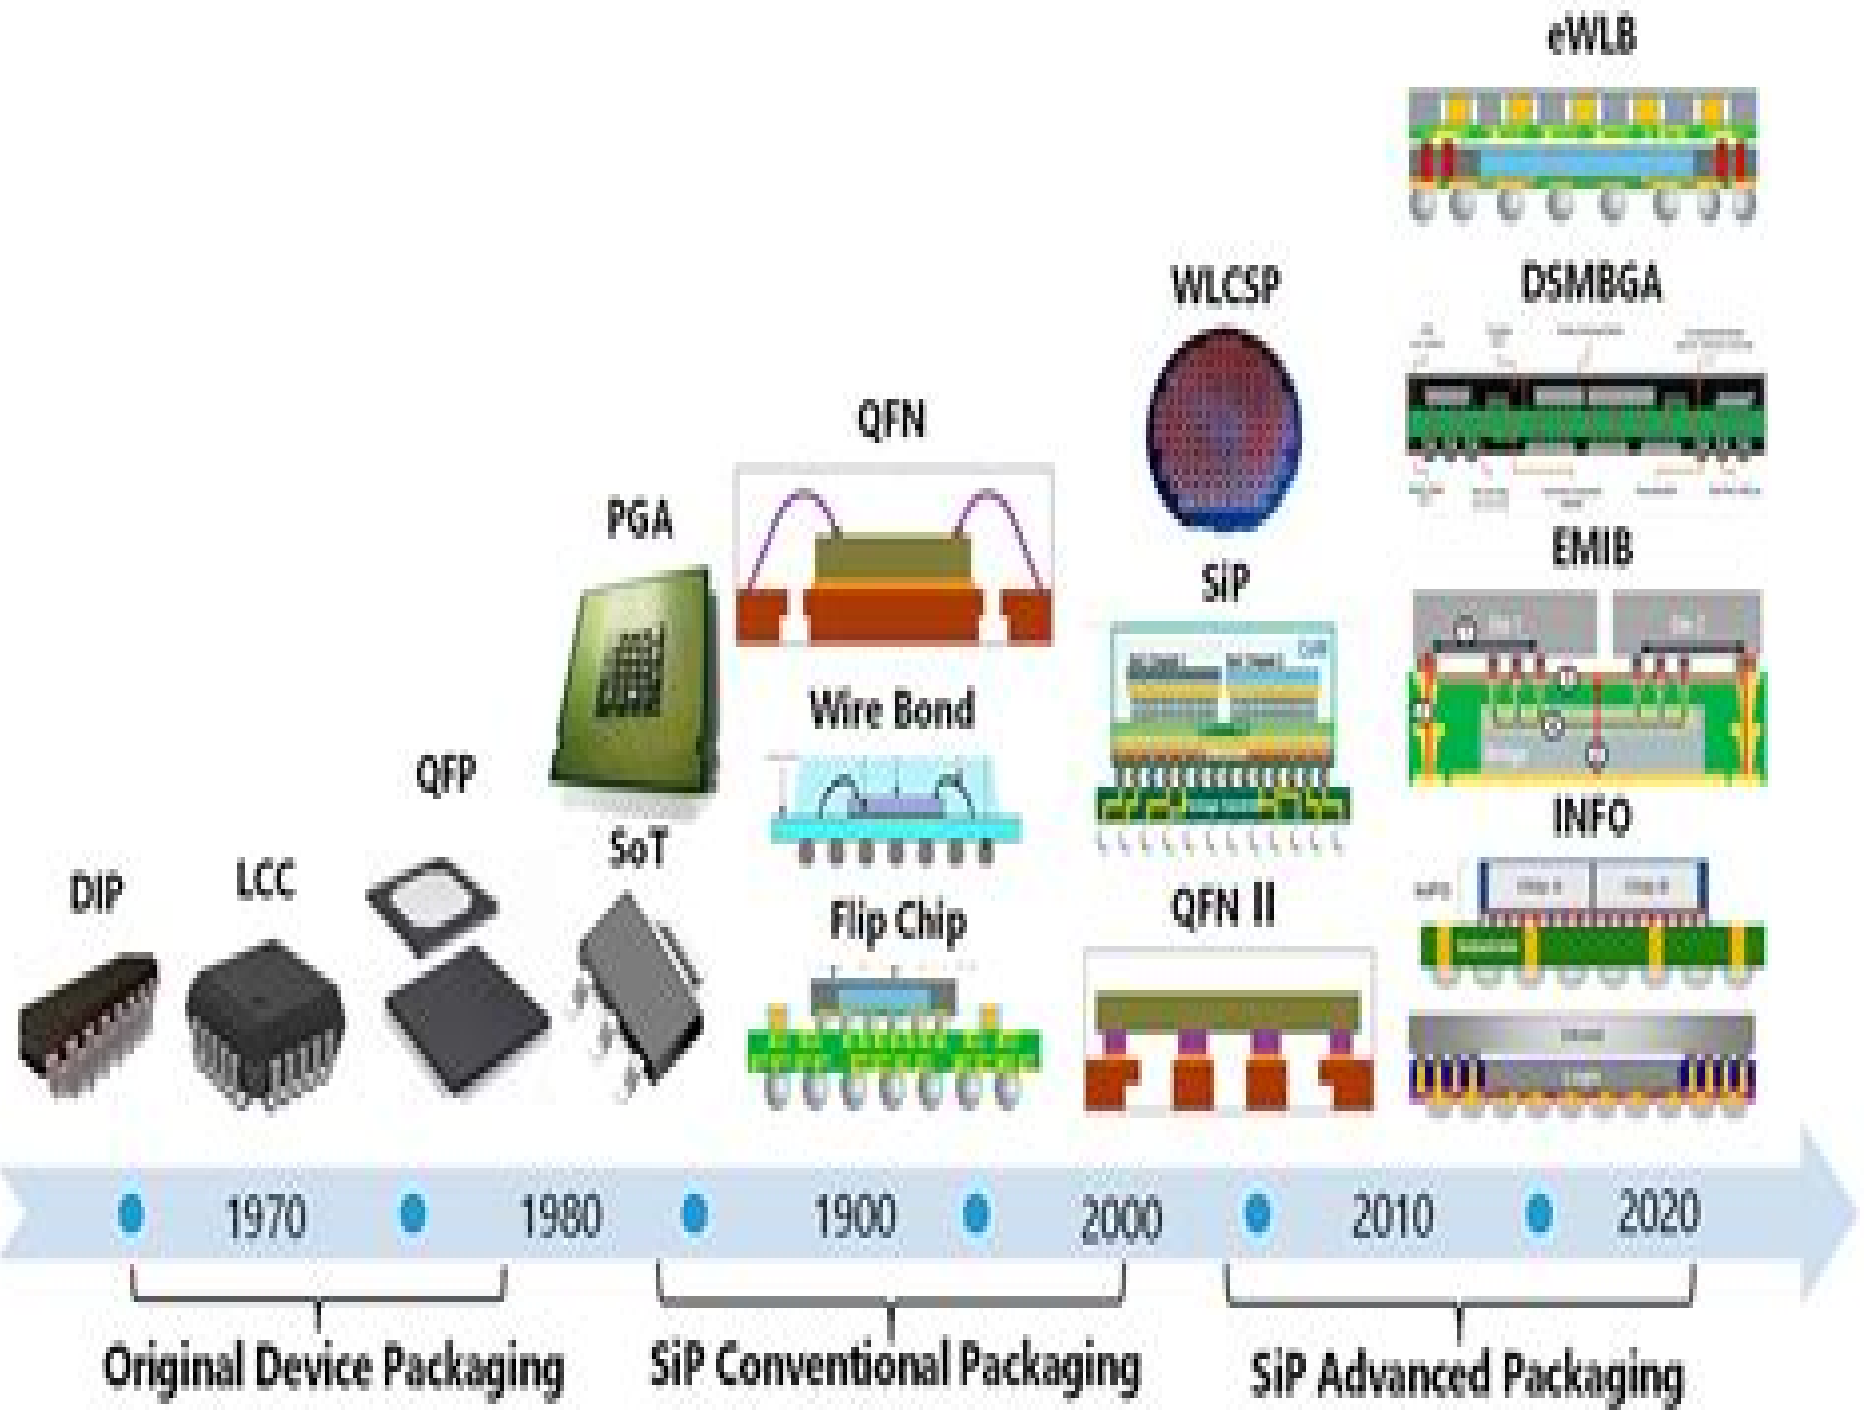 eWLB
WLCSP
DSMBGA
QFN
PGA
SiP
EMIB
Wire Bond
QFP
SoT
INFO
DIP
LCC
Flip Chip
QFN II
1970
1980
1900
2000
2010
2020
Original Device Packaging
SiP Conventional Packaging
SiP Advanced Packaging